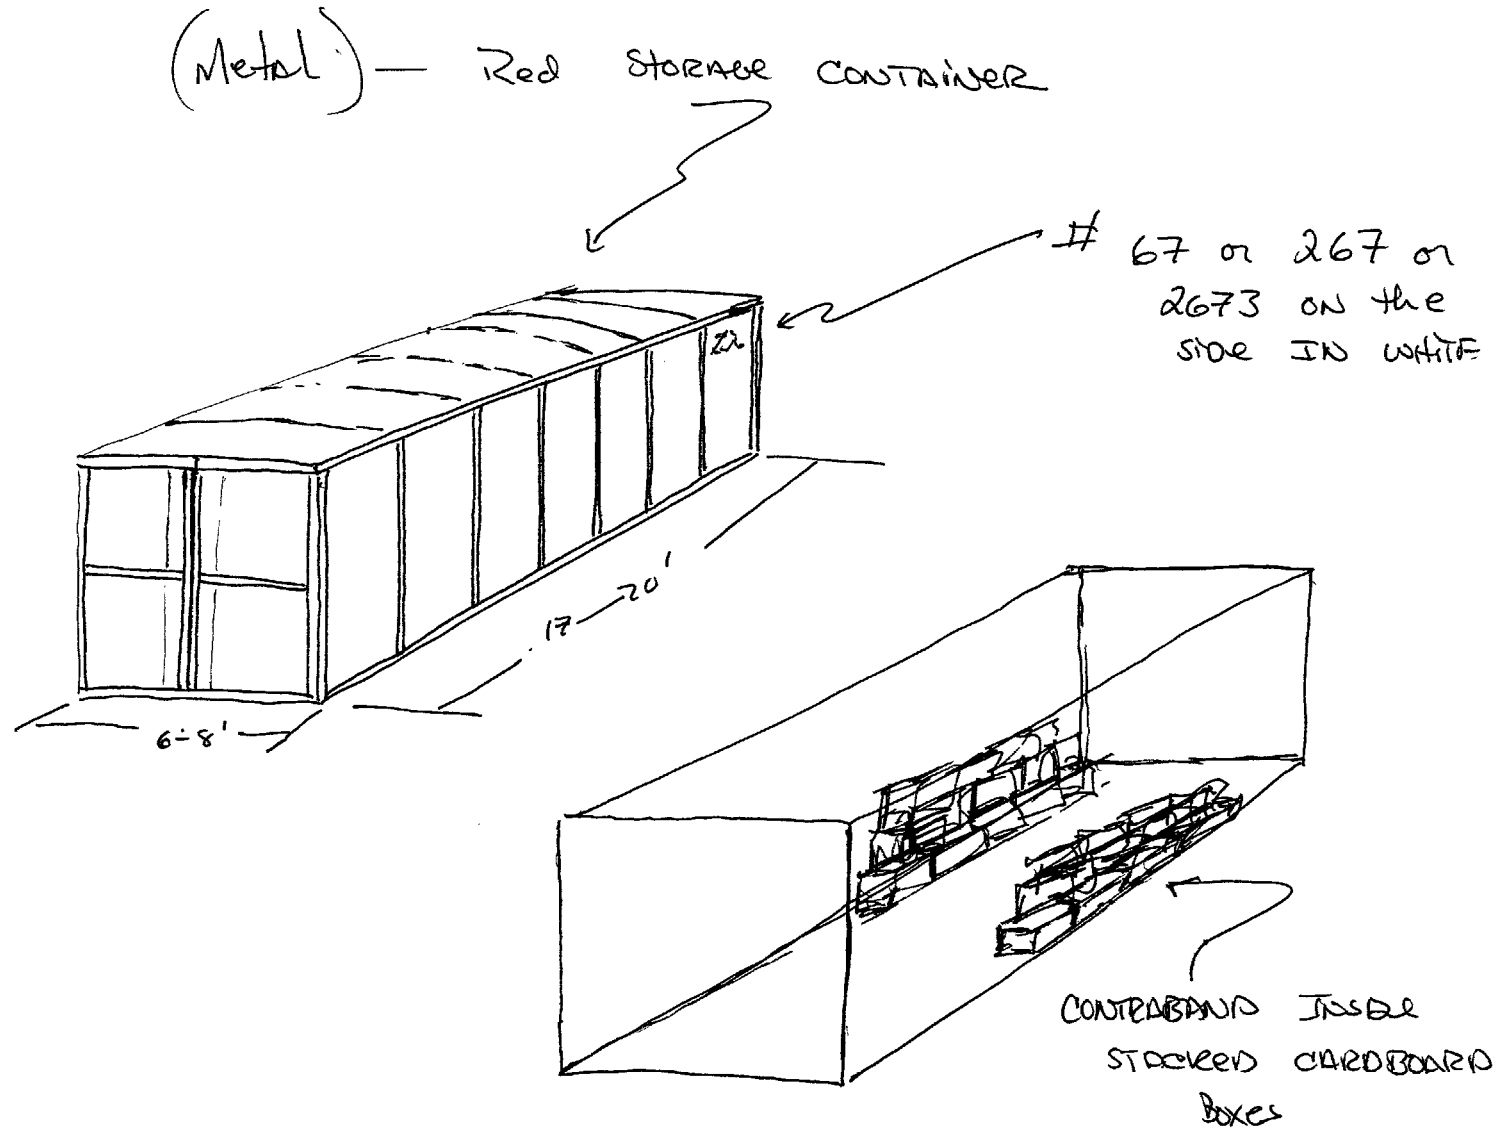 (Metal) — Red STORAGE CONTAINER
# 67 or 267 or
2673 ON the
side IN WHITE
17 — 20'
6-8'
CONTRABAND INSIDE
STACKED CARDBOARD
Boxes